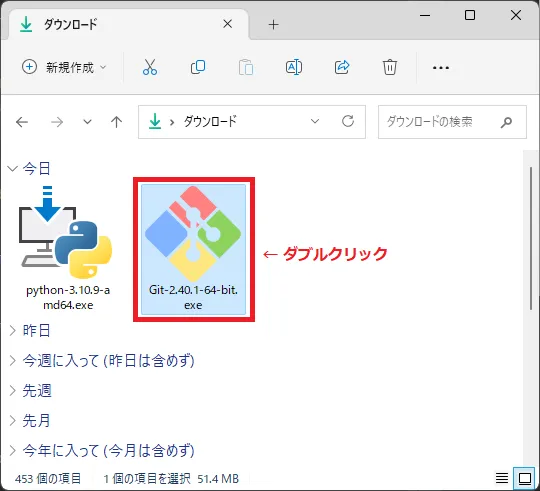 ダウンロード
新規作成
ダウンロード
ダウンロードの検索
今日
python-3.10.9-a
md64.exe
Git-2.40.1-64-bit.
exe
← ダブルクリック
昨日
今週に入って (昨日は含めず)
先週
先月
今年に入って (今月は含めず)
453 個の項目 1 個の項目を選択 51.4 MB